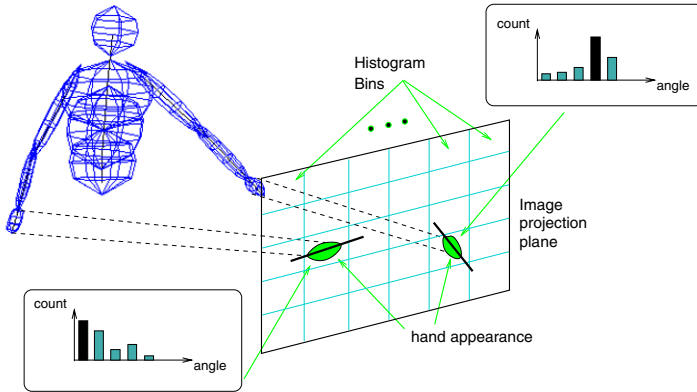 count
angle
Histogram
Bins
Image
projection
plane
count
angle
hand appearance